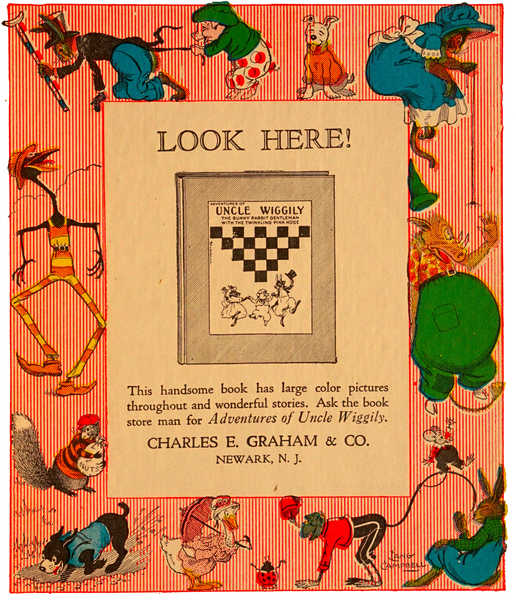 LOOK HERE!
ADVENTURES OF
UNCLE WIGGILY
THE BUNNY RABBIT GENTLEMAN
WITH THE TWINKLING PINK NOSE
This handsome book has large color pictures
throughout and wonderful stories. Ask the book
store man for Adventures of Uncle Wiggily.
CHARLES E. GRAHAM & CO.
NEWARK, N. J.
NUTS
LANG
CAMPBELL